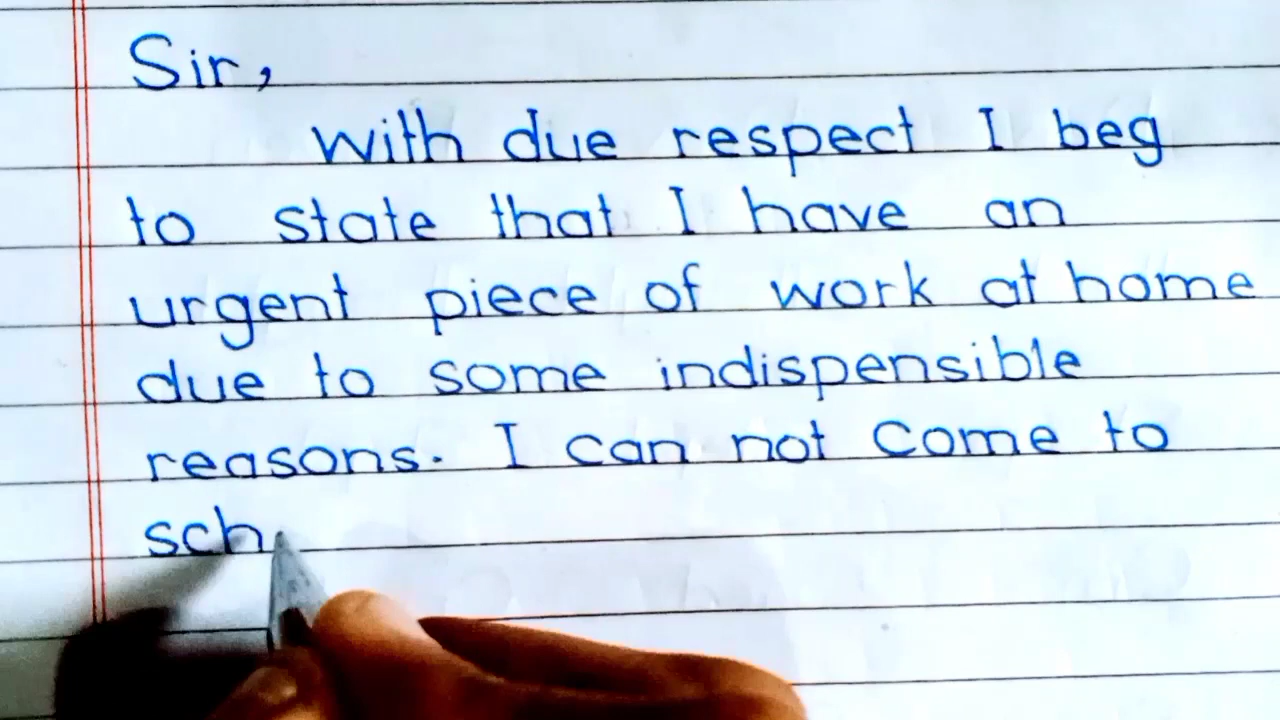 Sir,
with due respect I beg
to state that I have an
urgent piece of work at home
due to some indispensible
reasons. I can not come to
sch